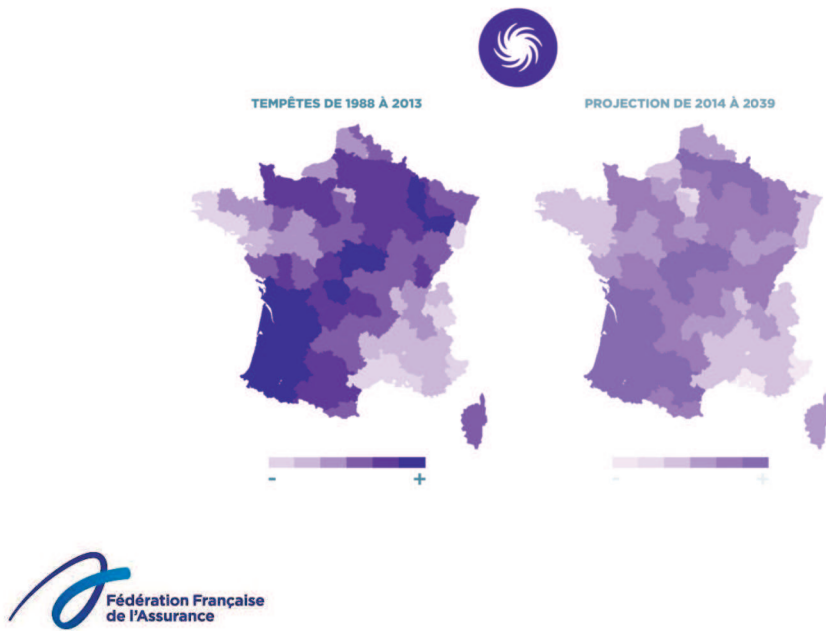 TEMPÊTES DE 1988 À 2013
PROJECTION DE 2014 À 2039
- +
- +
Fédération Française
de l'Assurance